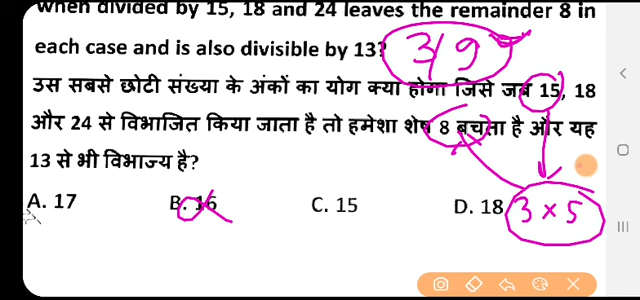 when divided by 15, 18 and 24 leaves the remainder 8 in
each case and is also divisible by 13? 3/9
उस सबसे छोटी संख्या के अंकों का योग क्या होगा जिसे जब 15, 18
और 24 से विभाजित किया जाता है तो हमेशा शेष 8 बचता है और यह
13 से भी विभाज्य है?
A. 17 B. 16 C. 15 D. 18 3 × 5